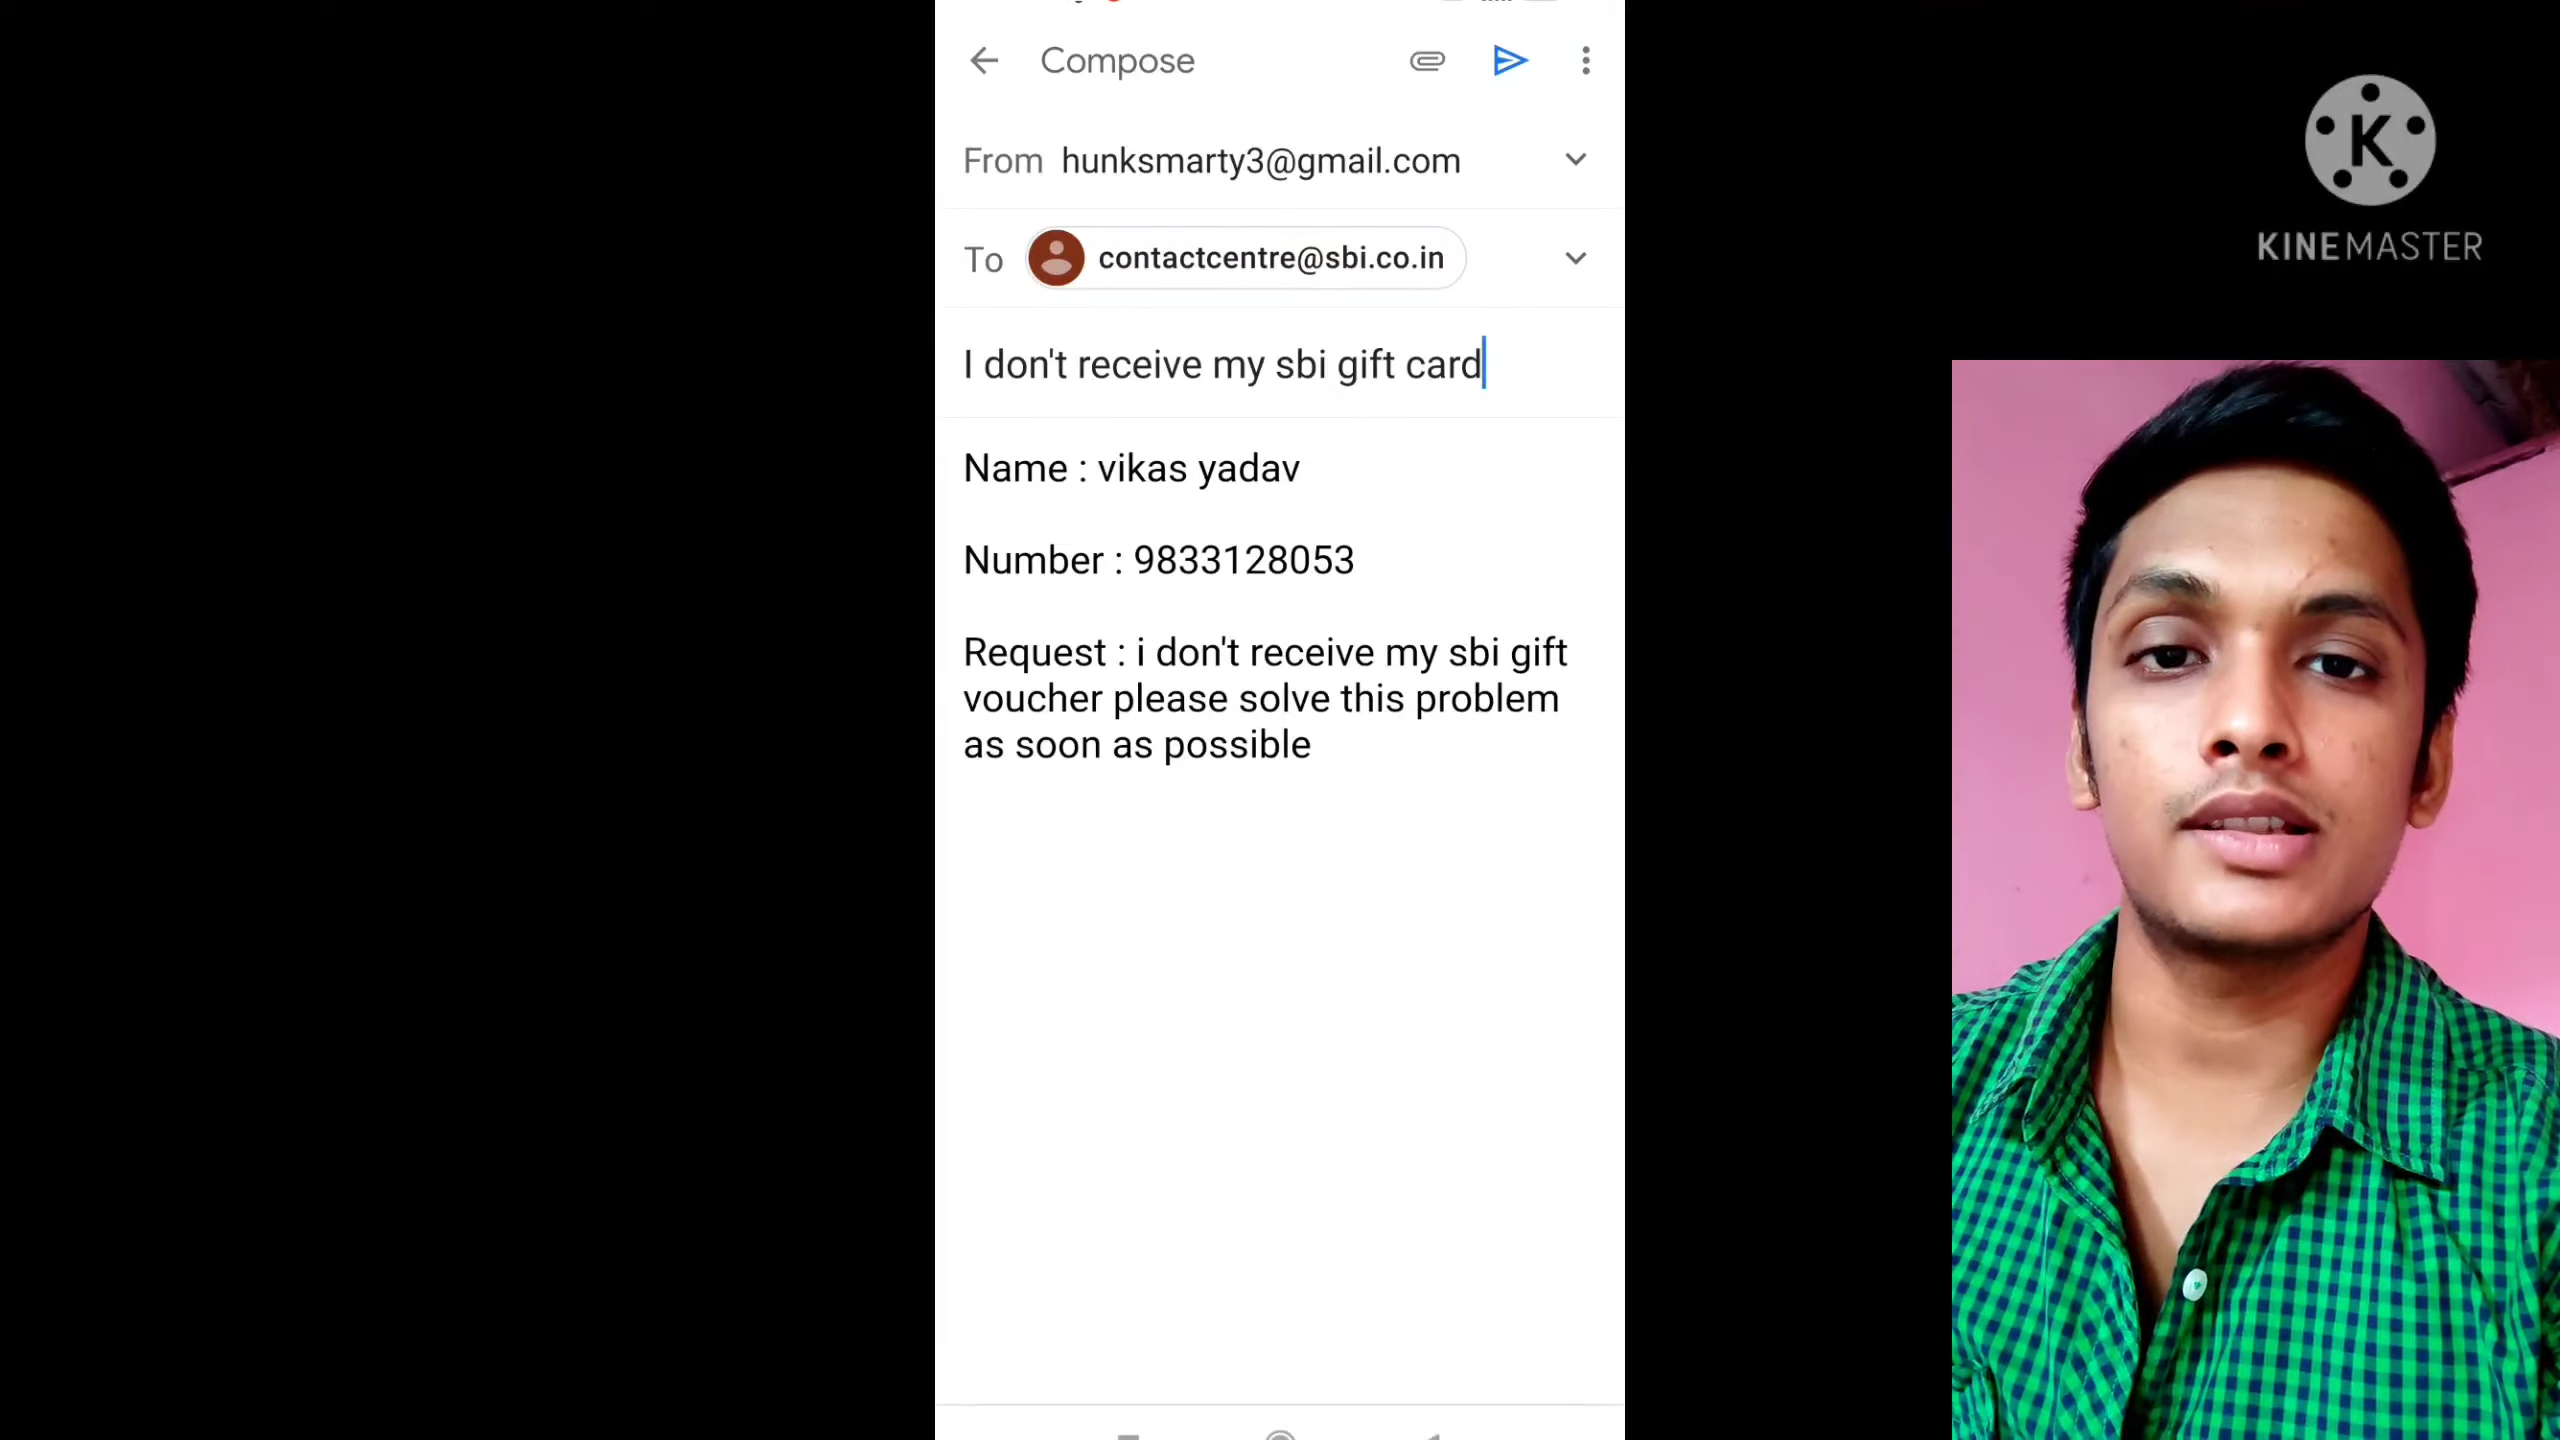 Compose
From hunksmarty3@gmail.com
To contactcentre@sbi.co.in
I don't receive my sbi gift card
Name : vikas yadav
Number : 9833128053
Request : i don't receive my sbi gift
voucher please solve this problem
as soon as possible
K
KINEMASTER